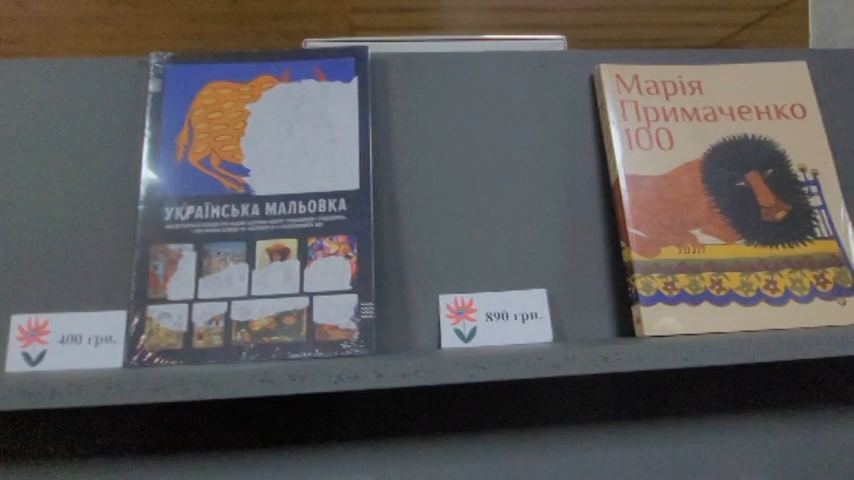 УКРАЇНСЬКА МАЛЬОВКА
400 грн.
890 грн.
Марія
Примаченко
100